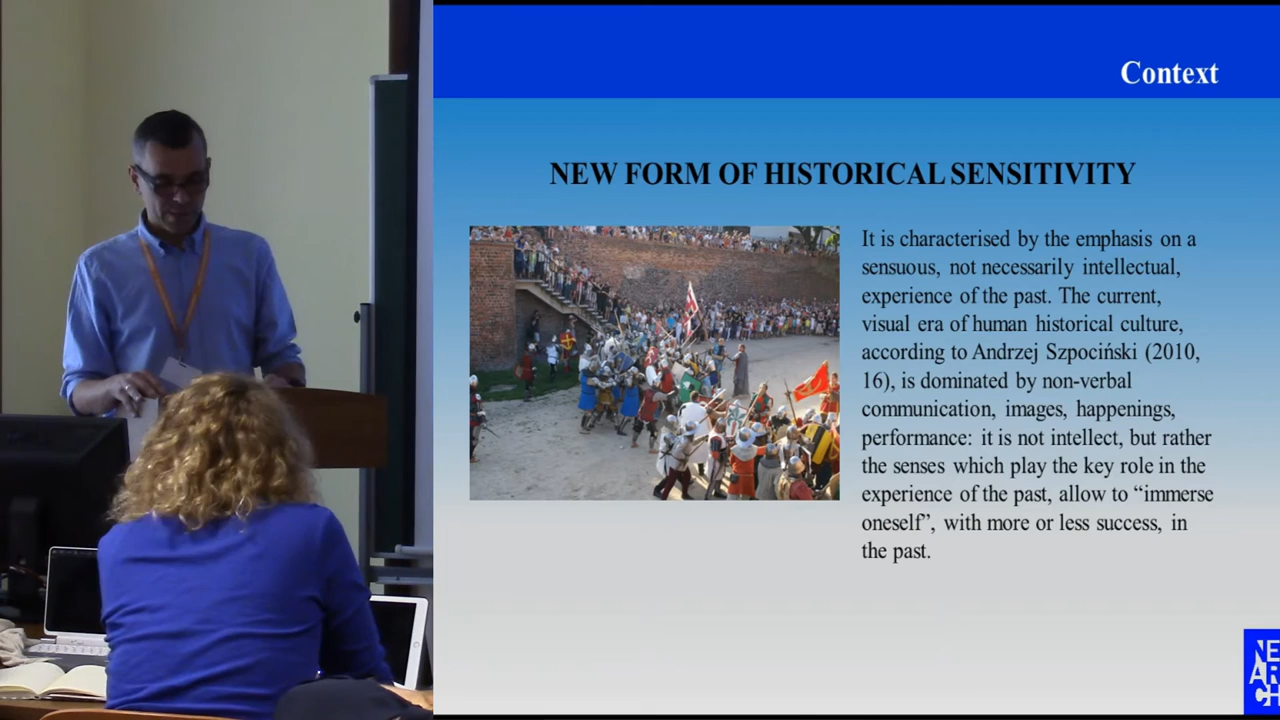 Context
NEW FORM OF HISTORICAL SENSITIVITY
It is characterised by the emphasis on a
sensuous, not necessarily intellectual,
experience of the past. The current,
visual era of human historical culture,
according to Andrzej Szpociński (2010,
16), is dominated by non-verbal
communication, images, happenings,
performance: it is not intellect, but rather
the senses which play the key role in the
experience of the past, allow to “immerse
oneself”, with more or less success, in
the past.
NE
AR
CH